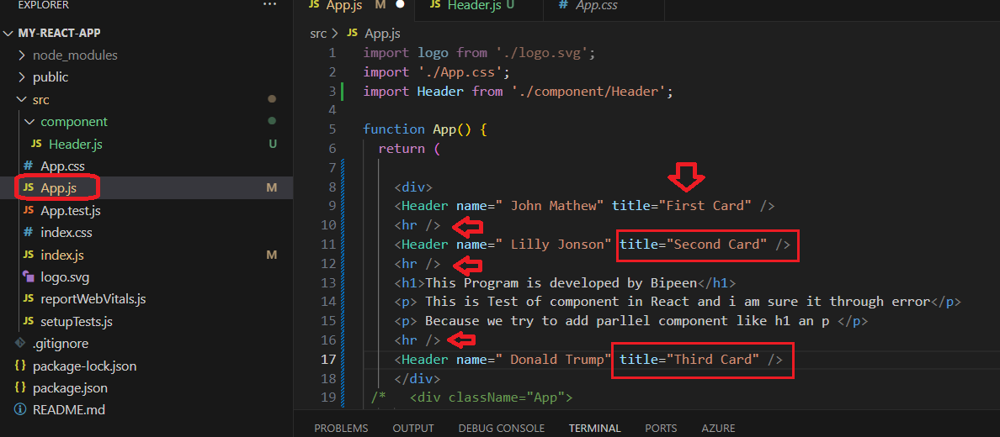 EXPLORER
...
MY-REACT-APP
node_modules
public
src
component
JS Header.js U
# App.css
JS App.js M
JS App.test.js
# index.css
JS index.js M
logo.svg
JS reportWebVitals.js
JS setupTests.js
.gitignore
{} package-lock.json
{} package.json
README.md
JS App.js M
JS Header.js U
# App.css
src > JS App.js
1 import logo from './logo.svg';
2 import './App.css';
3 import Header from './component/Header';
4
5 function App() {
6 return (
7
8 <div>
9 <Header name=" John Mathew" title="First Card" />
10 <hr />
11 <Header name=" Lilly Jonson" title="Second Card" />
12 <hr />
13 <h1>This Program is developed by Bipeen</h1>
14 <p> This is Test of component in React and i am sure it through error</p>
15 <p> Because we try to add parllel component like h1 an p </p>
16 <hr />
17 <Header name=" Donald Trump" title="Third Card" />
18 </div>
19 /* <div className="App">
PROBLEMS OUTPUT DEBUG CONSOLE TERMINAL PORTS AZURE